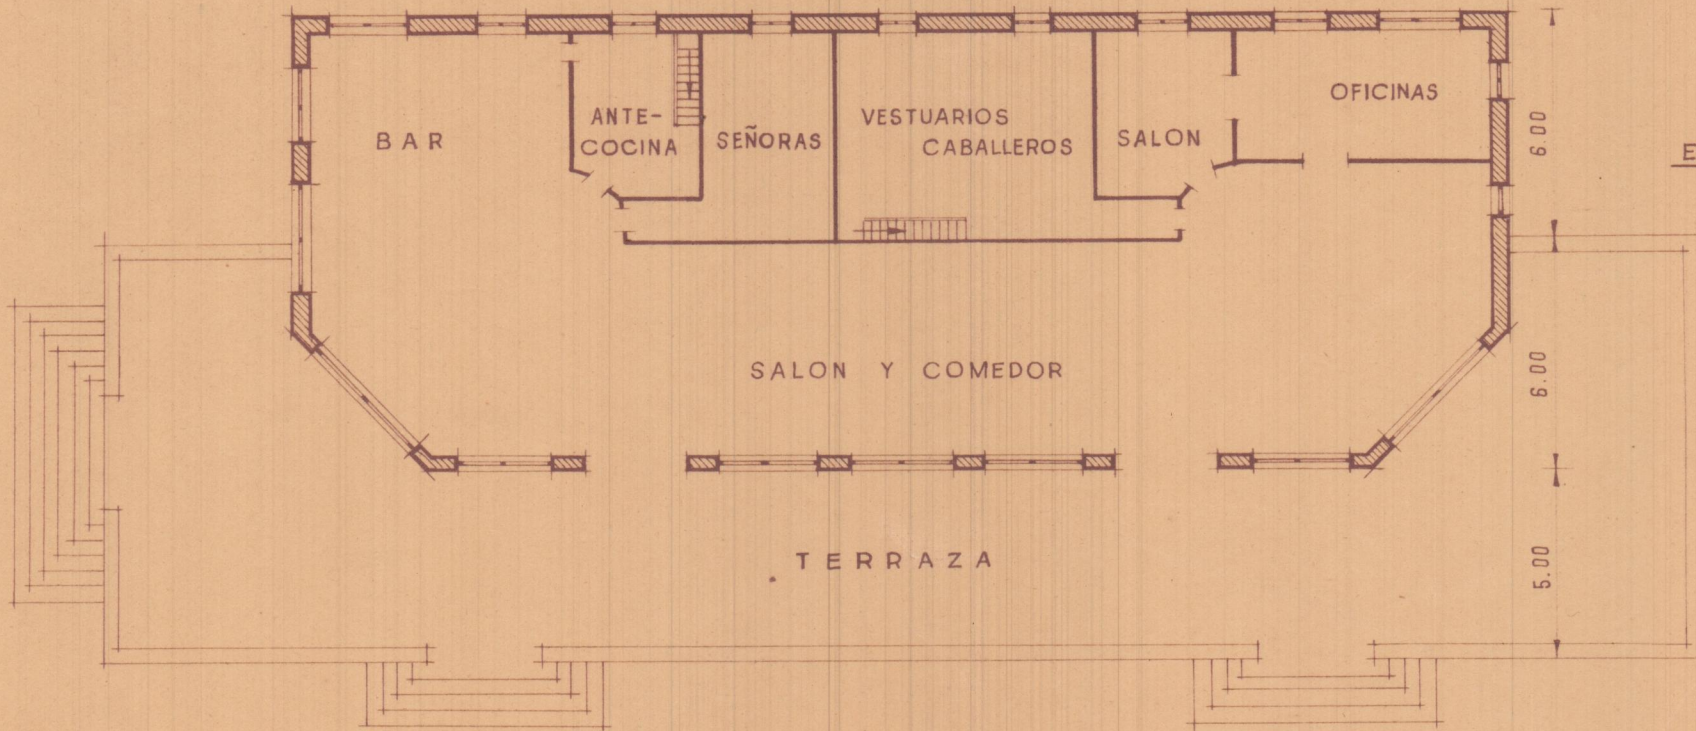 BAR
ANTE-
COCINA
SEÑORAS
VESTUARIOS
CABALLEROS
SALON
OFICINAS
6.00
E
SALON Y COMEDOR
6.00
TERRAZA
5.00